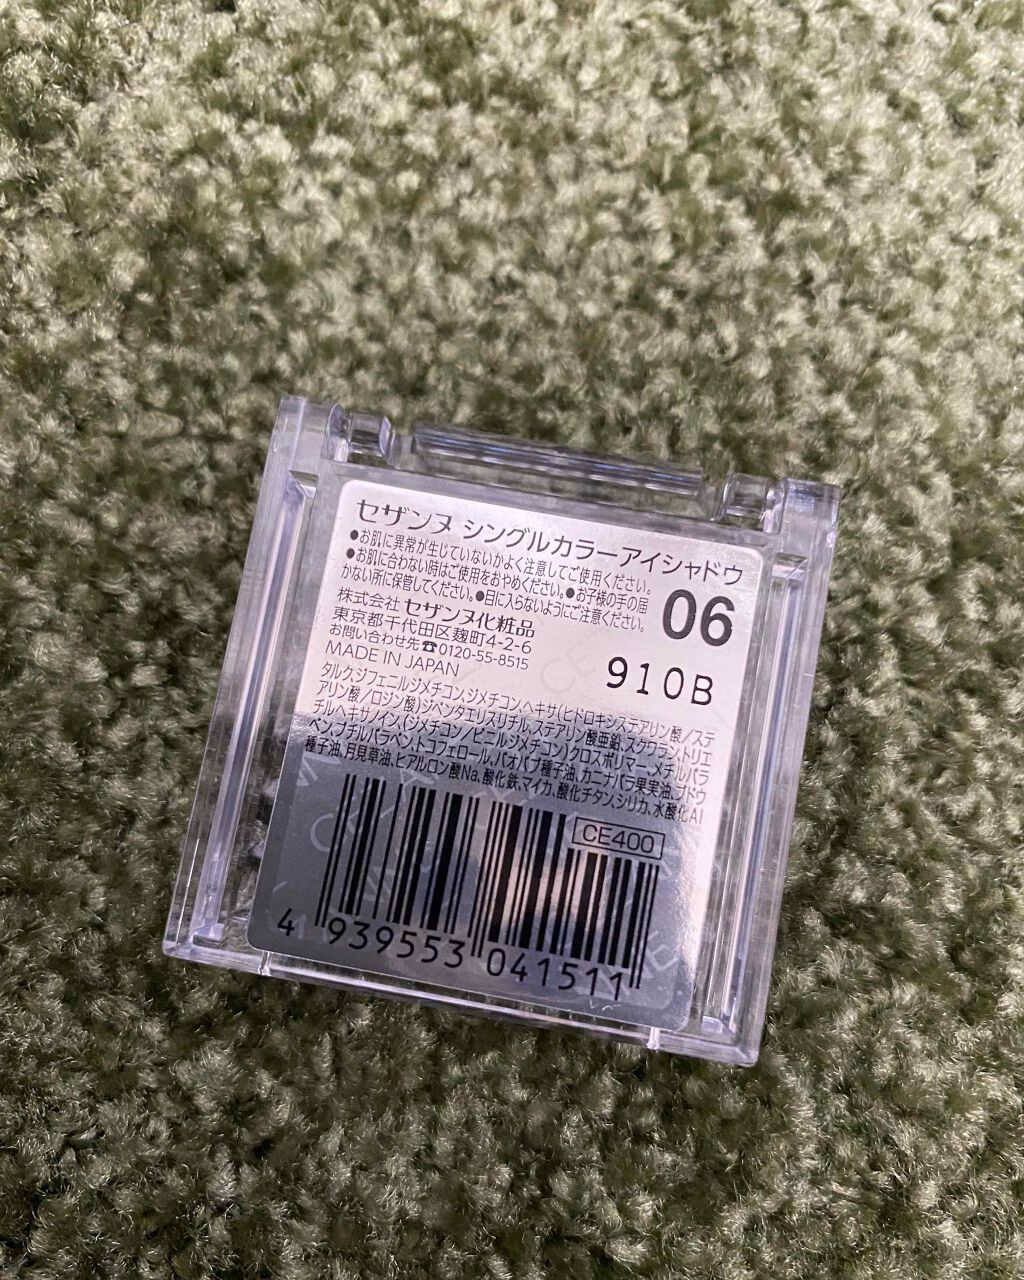 セザンヌ シングルカラーアイシャドウ
●お肌に異常が生じていないかよく注意してご使用ください。
●お肌に合わない時はご使用をおやめください。●お子様の手の届
かない所に保管してください。●目に入らないようにご注意ください。
06
株式会社 セザンヌ化粧品
東京都千代田区麹町4-2-6
お問い合わせ先☎0120-55-8515
MADE IN JAPAN
910B
タルク、ジフェニルジメチコン、ジメチコン、ヘキサ(ヒドロキシステアリン酸/ステ
アリン酸/ロジン酸)ジペンタエリスリチル、ステアリン酸亜鉛、スクワラン、トリエ
チルヘキサノイン、(ジメチコン/ビニルジメチコン)クロスポリマー、メチルパラ
ベン、ブチルパラベン、トコフェロール、バオバブ種子油、カニナバラ果実油、ブドウ
種子油、月見草油、ヒアルロン酸Na、酸化鉄、マイカ、酸化チタン、シリカ、水酸化Al
CE400
4 939553 041511